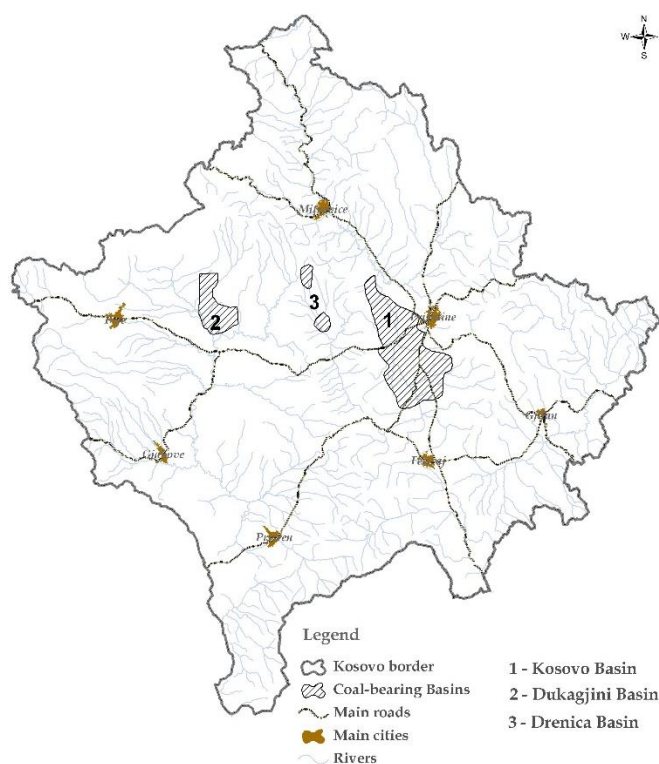 N
W E
S
Mitrovice
2
3
1
Prizren
Legend
Kosovo border
Coal-bearing Basins
Main roads
Main cities
Rivers
1 - Kosovo Basin
2 - Dukagjini Basin
3 - Drenica Basin